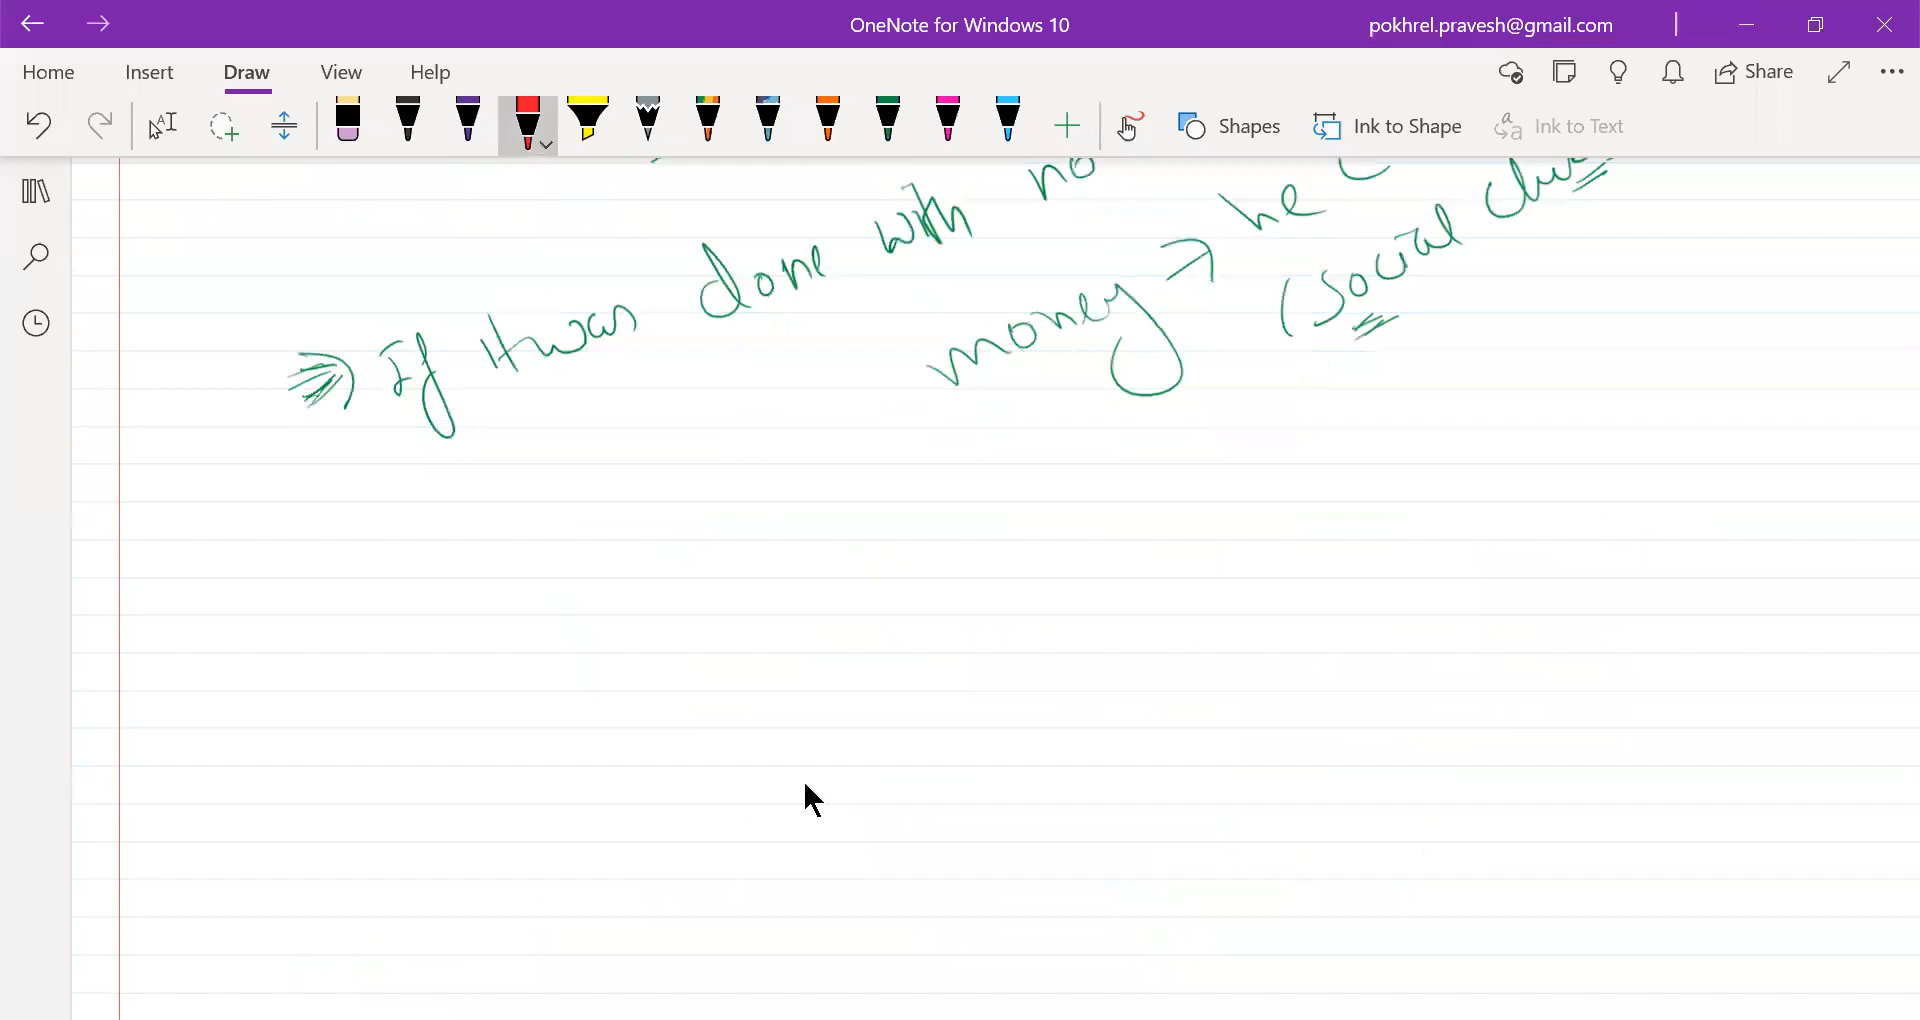 OneNote for Windows 10
pokhrel.pravesh@gmail.com
Home Insert Draw View Help
Share
Shapes
Ink to Shape
Ink to Text
=> If it was done with no
money → he
(social